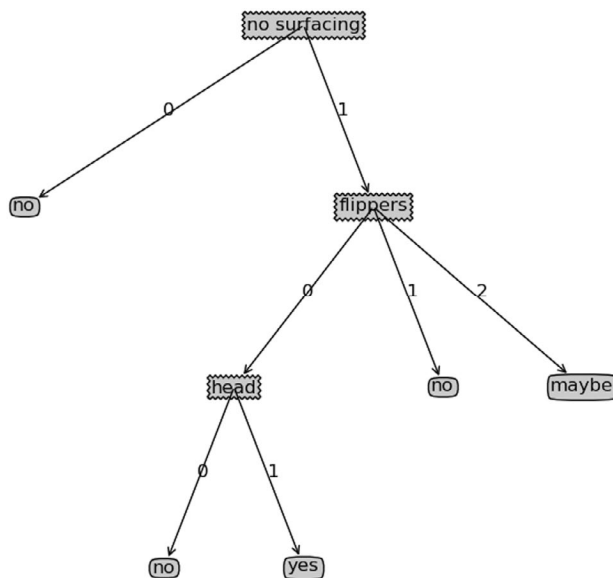 no surfacing
0
1
no
flippers
0
1
2
head
no
maybe
0
1
no
yes